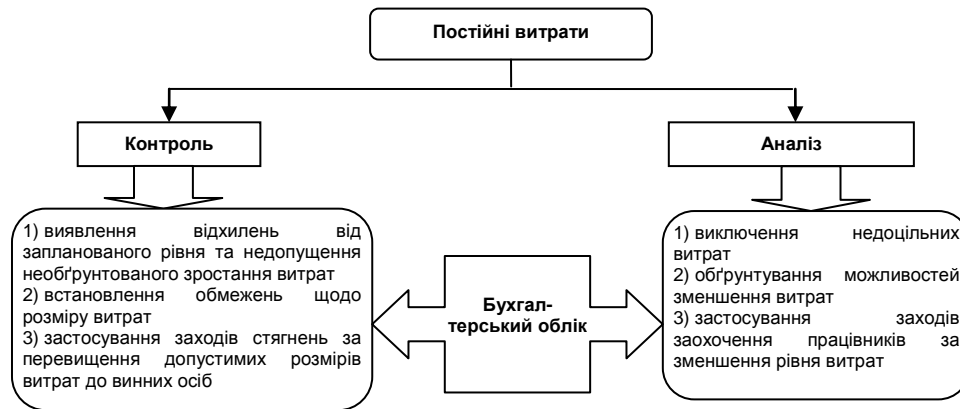 Постійні витрати
Контроль
Аналіз
1) виявлення відхилень від
запланованого рівня та недопущення
необґрунтованого зростання витрат
2) встановлення обмежень щодо
розміру витрат
3) застосування заходів стягнень за
перевищення допустимих розмірів
витрат до винних осіб
Бухгал-
терський облік
1) виключення недоцільних
витрат
2) обґрунтування можливостей
зменшення витрат
3) застосування заходів
заохочення працівників за
зменшення рівня витрат